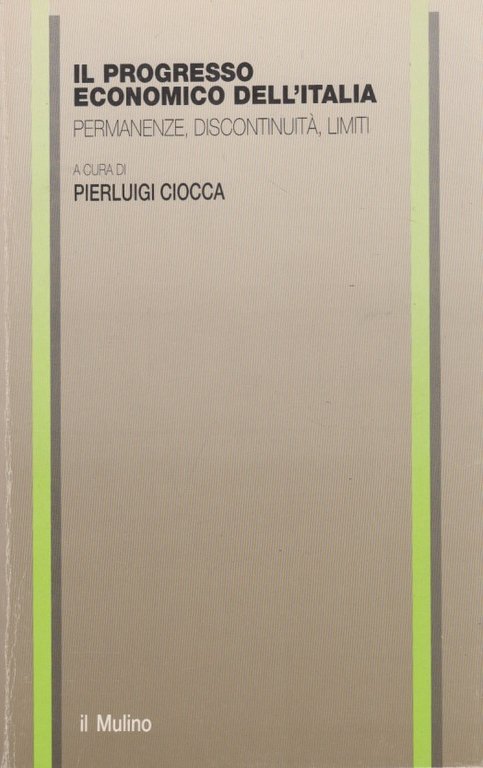 IL PROGRESSO
ECONOMICO DELL'ITALIA
PERMANENZE, DISCONTINUITÀ, LIMITI
A CURA DI
PIERLUIGI CIOCCA
il Mulino